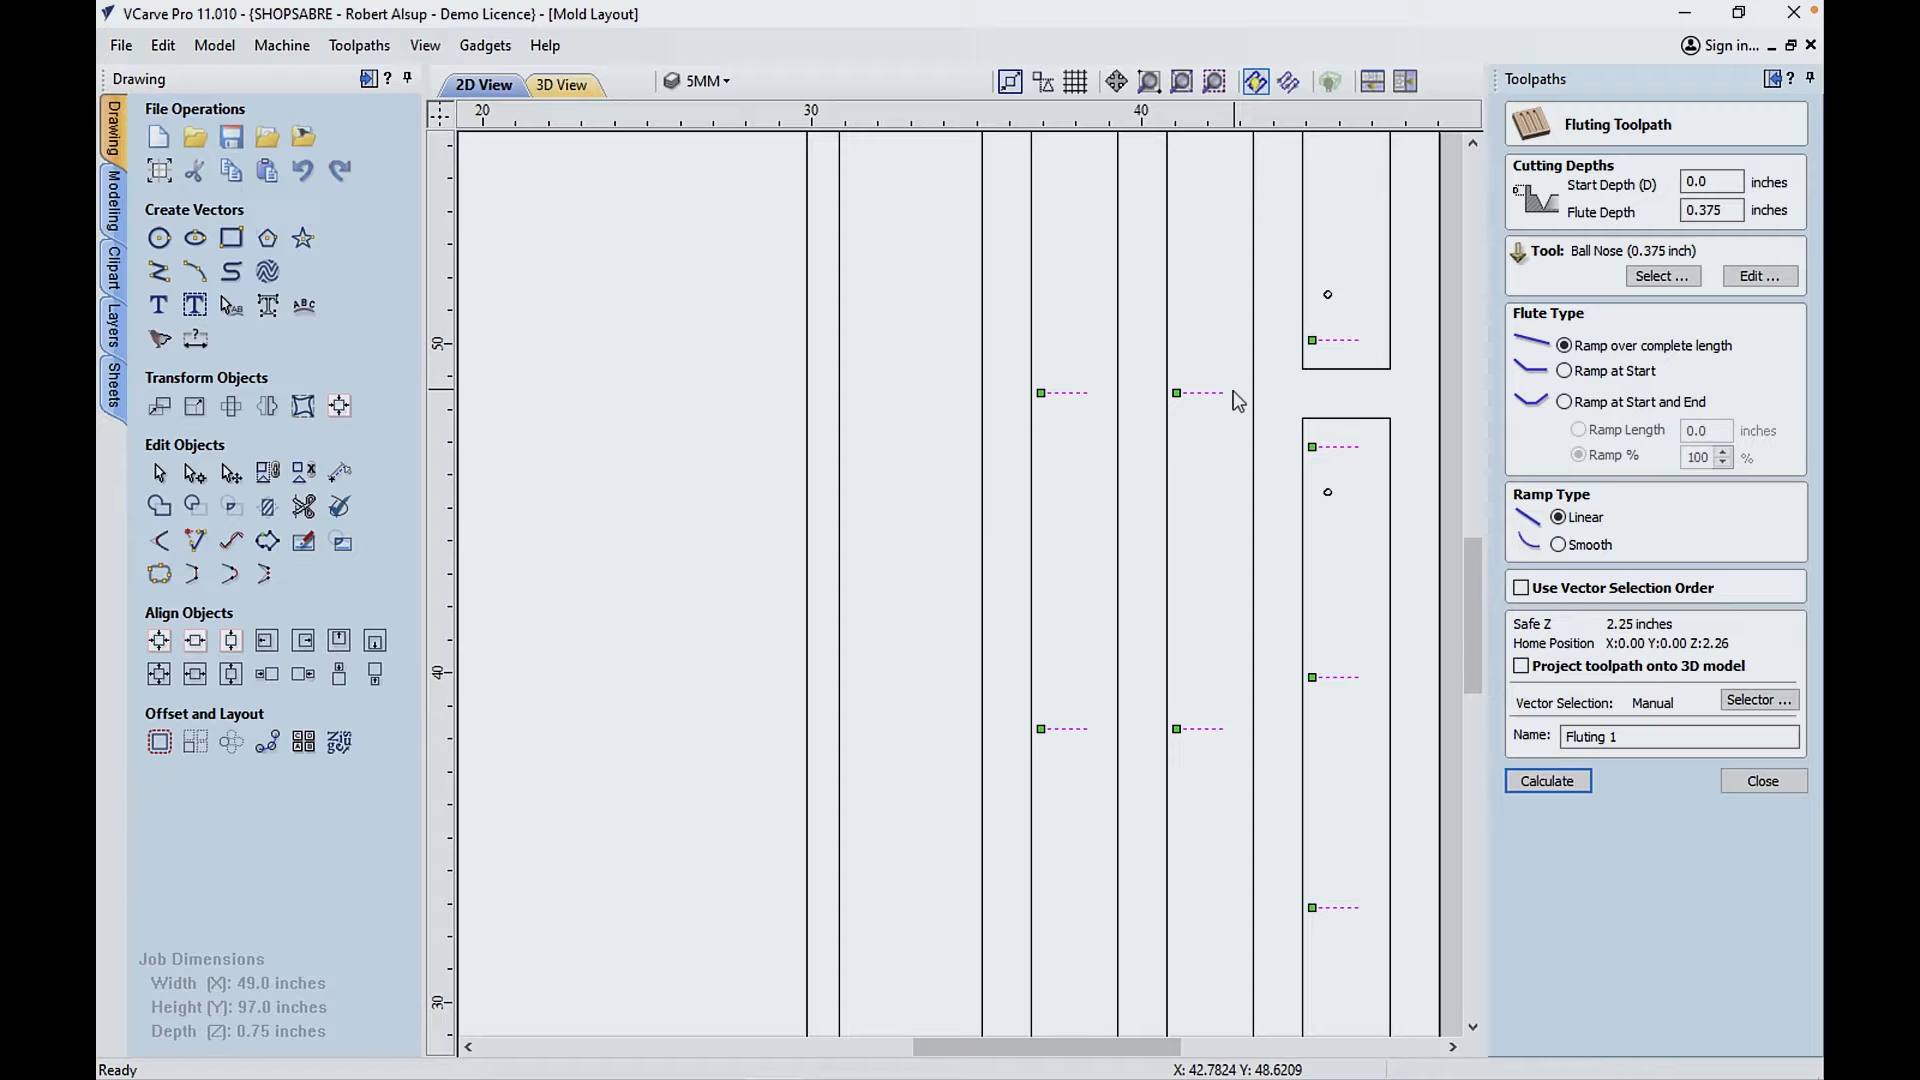 VCarve Pro 11.010 - {SHOPSABRE - Robert Alsup - Demo Licence} - [Mold Layout]
File Edit Model Machine Toolpaths View Gadgets Help
Sign in...
Drawing
2D View
3D View
5MM
Toolpaths
Drawing
Modeling
Clipart
Layers
Sheets
File Operations
Create Vectors
Transform Objects
Edit Objects
Align Objects
Offset and Layout
Job Dimensions
Width (X): 49.0 inches
Height (Y): 97.0 inches
Depth (Z): 0.75 inches
20 30 40
50
40
30
Fluting Toolpath
Cutting Depths
Start Depth (D) 0.0 inches
Flute Depth 0.375 inches
Tool: Ball Nose (0.375 inch)
Select ... Edit ...
Flute Type
Ramp over complete length
Ramp at Start
Ramp at Start and End
Ramp Length 0.0 inches
Ramp % 100 %
Ramp Type
Linear
Smooth
Use Vector Selection Order
Safe Z 2.25 inches
Home Position X:0.00 Y:0.00 Z:2.26
Project toolpath onto 3D model
Vector Selection: Manual Selector ...
Name: Fluting 1
Calculate Close
Ready
X: 42.7824 Y: 48.6209